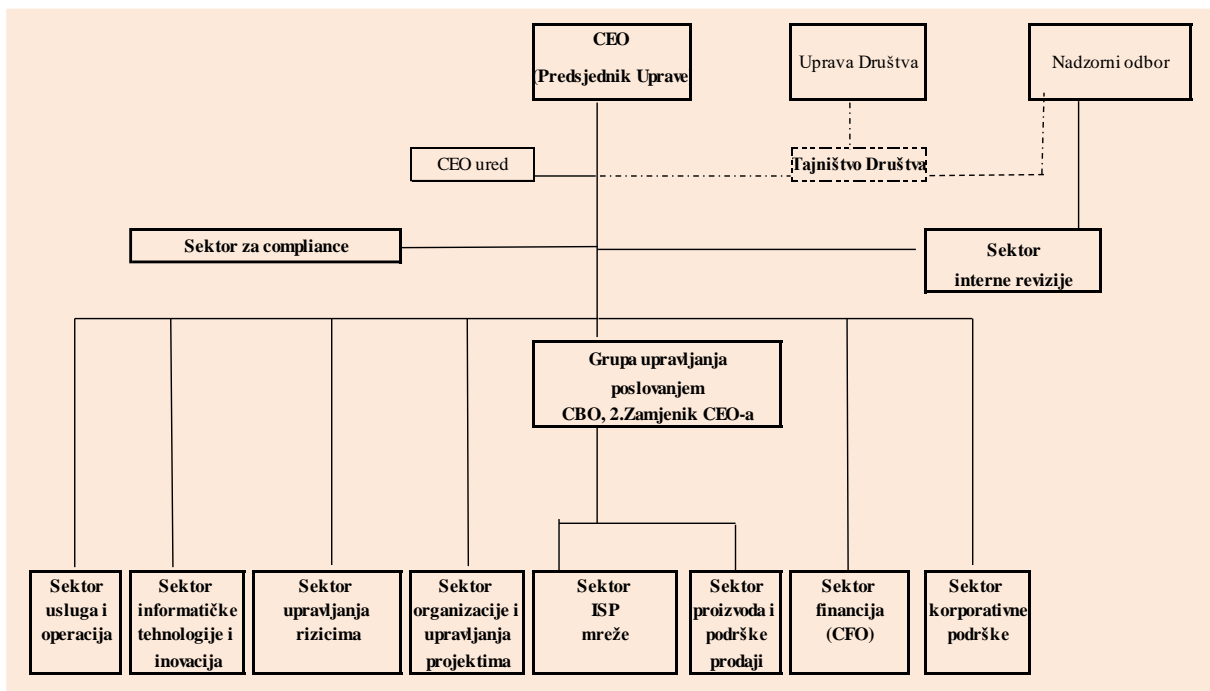 CEO
(Predsjednik Uprave
Uprava Društva
Nadzorni odbor
CEO ured
Tajništvo Društva
Sektor za compliance
Sektor
interne revizije
Grupa upravljanja
poslovanjem
CBO, 2.Zamjenik CEO-a
Sektor
usluga i
operacija
Sektor
informatičke
tehnologije i
inovacija
Sektor
upravljanja
rizicima
Sektor
organizacije i
upravljanja
projektima
Sektor
ISP
mreže
Sektor
proizvoda i
podrške
prodaji
Sektor
financija
(CFO)
Sektor
korporativne
podrške